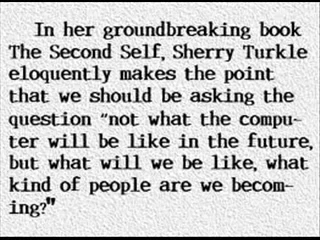 In her groundbreaking book
The Second Self, Sherry Turkle
eloquently makes the point
that we should be asking the
question “not what the compu-
ter will be like in the future,
but what will we be like, what
kind of people are we becom-
ing?"